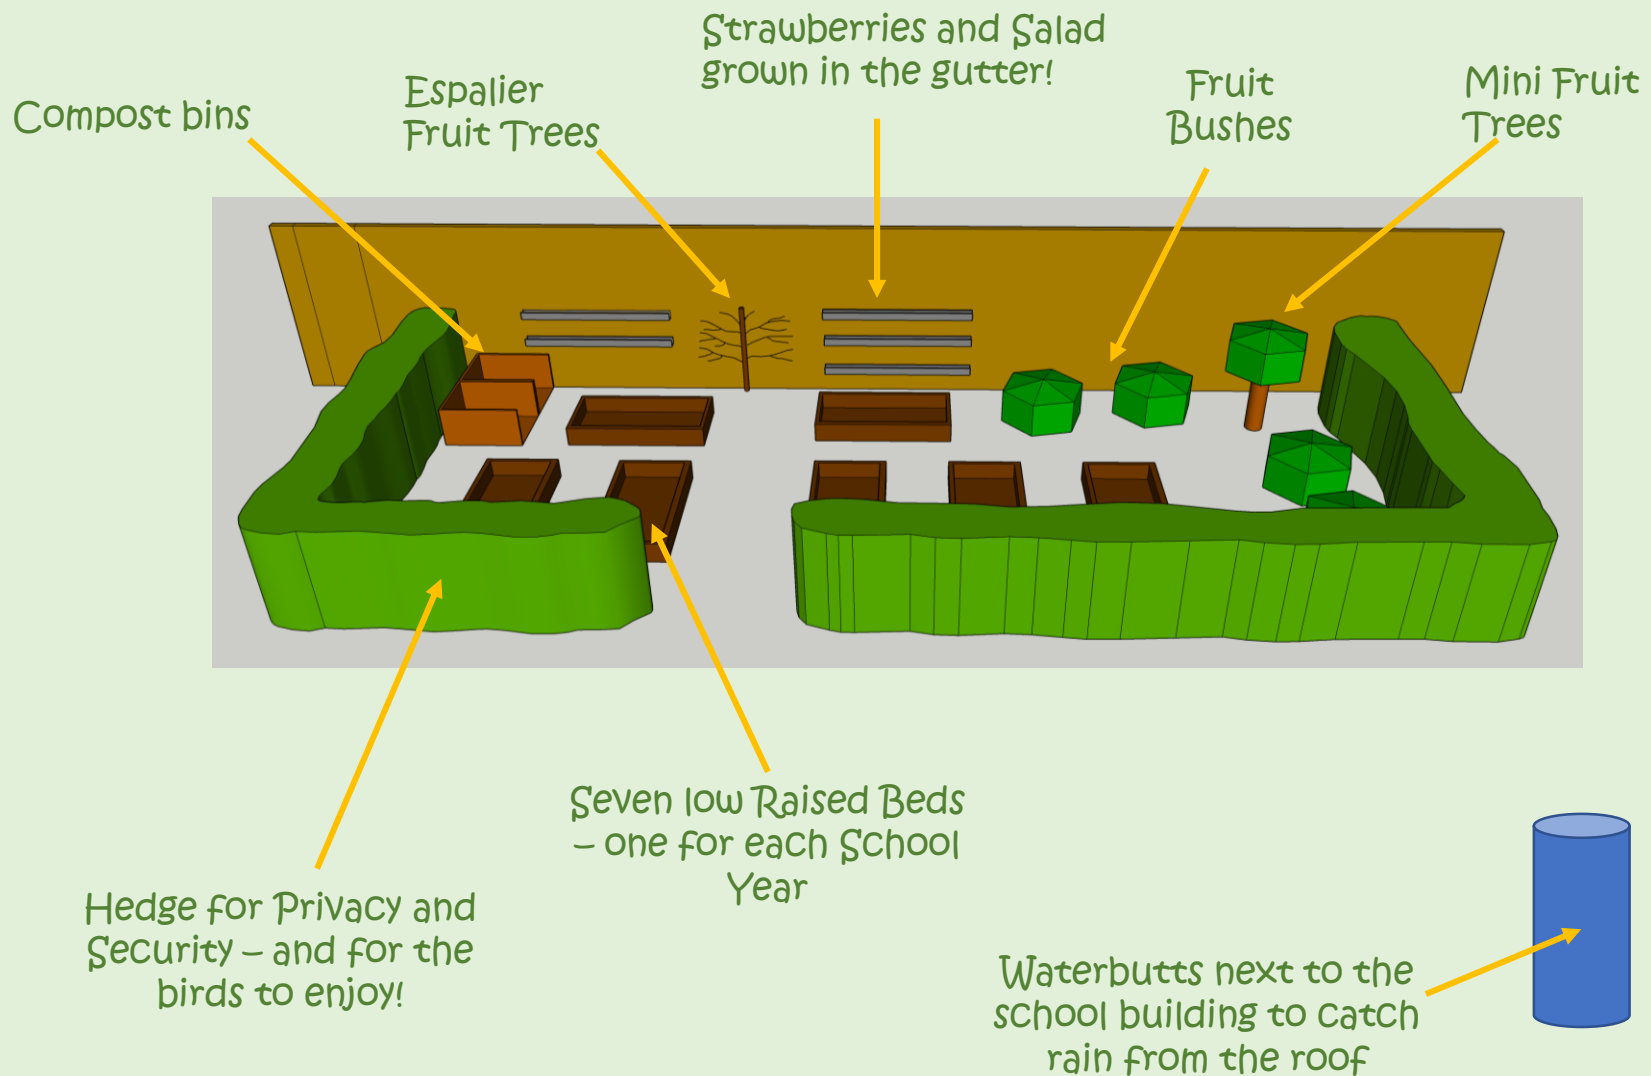 Strawberries and Salad
grown in the gutter!
Espalier
Fruit Trees
Compost bins
Fruit
Bushes
Mini Fruit
Trees
Seven low Raised Beds
– one for each School
Year
Hedge for Privacy and
Security – and for the
birds to enjoy!
Waterbutts next to the
school building to catch
rain from the roof